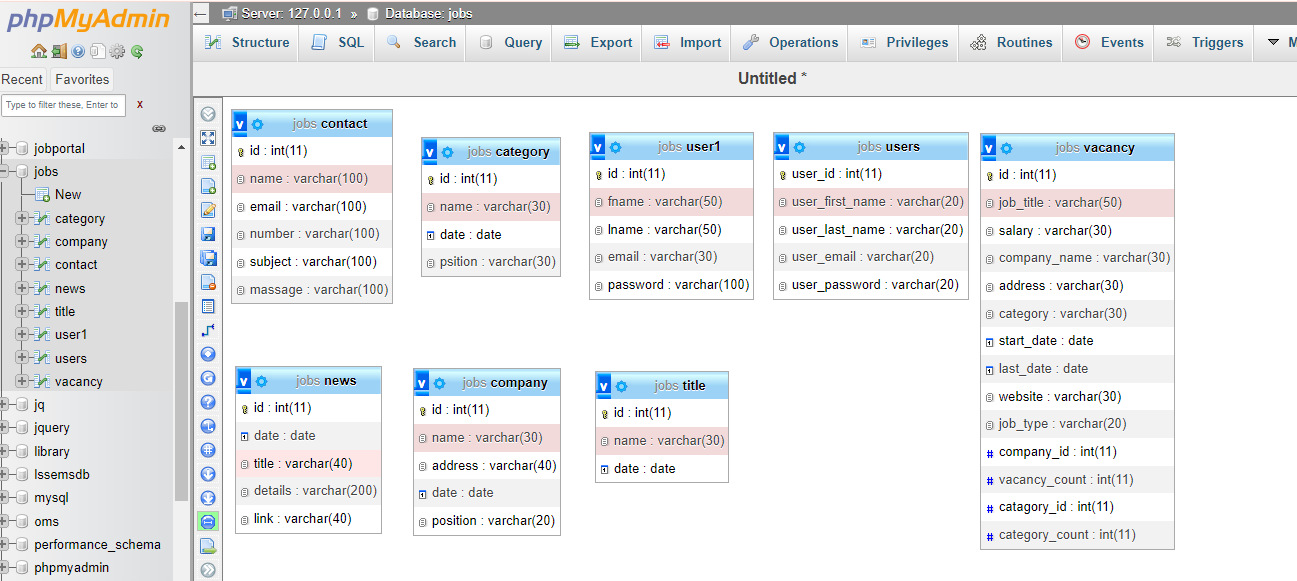 phpMyAdmin
Server: 127.0.0.1 » Database: jobs
Structure SQL Search Query Export Import Operations Privileges Routines Events Triggers M
Recent Favorites
Type to filter these, Enter to X
Untitled *
jobportal
jobs
New
category
company
contact
news
title
user1
users
vacancy
jq
jquery
library
lssemsdb
mysql
oms
performance_schema
phpmyadmin
v jobs contact
id : int(11)
name : varchar(100)
email : varchar(100)
number : varchar(100)
subject : varchar(100)
massage : varchar(100)
v jobs category
id : int(11)
name : varchar(30)
date : date
psition : varchar(30)
v jobs user1
id : int(11)
fname : varchar(50)
lname : varchar(50)
email : varchar(30)
password : varchar(100)
v jobs users
user_id : int(11)
user_first_name : varchar(20)
user_last_name : varchar(20)
user_email : varchar(20)
user_password : varchar(20)
v jobs vacancy
id : int(11)
job_title : varchar(50)
salary : varchar(30)
company_name : varchar(30)
address : varchar(30)
category : varchar(30)
start_date : date
last_date : date
website : varchar(30)
job_type : varchar(20)
# company_id : int(11)
# vacancy_count : int(11)
# catagory_id : int(11)
# category_count : int(11)
v jobs news
id : int(11)
date : date
title : varchar(40)
details : varchar(200)
link : varchar(40)
v jobs company
id : int(11)
name : varchar(30)
address : varchar(40)
date : date
position : varchar(20)
v jobs title
id : int(11)
name : varchar(30)
date : date